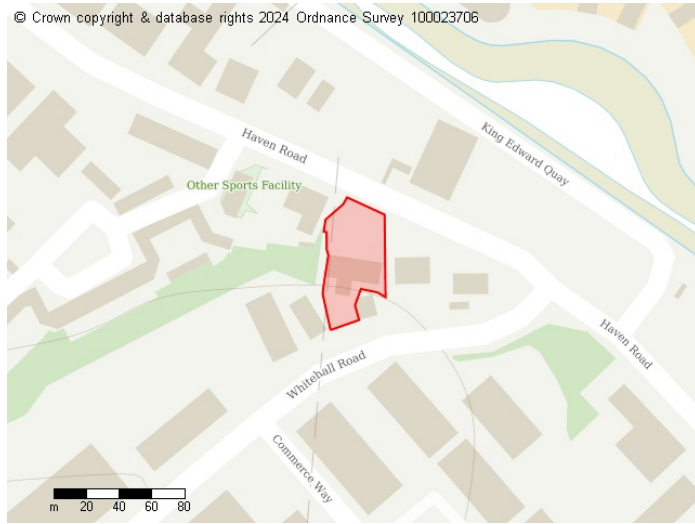 © Crown copyright & database rights 2024 Ordnance Survey 100023706
King Edward Quay
Haven Road
Other Sports Facility
Haven Road
Whitehall Road
Commerce Way
m 20 40 60 80